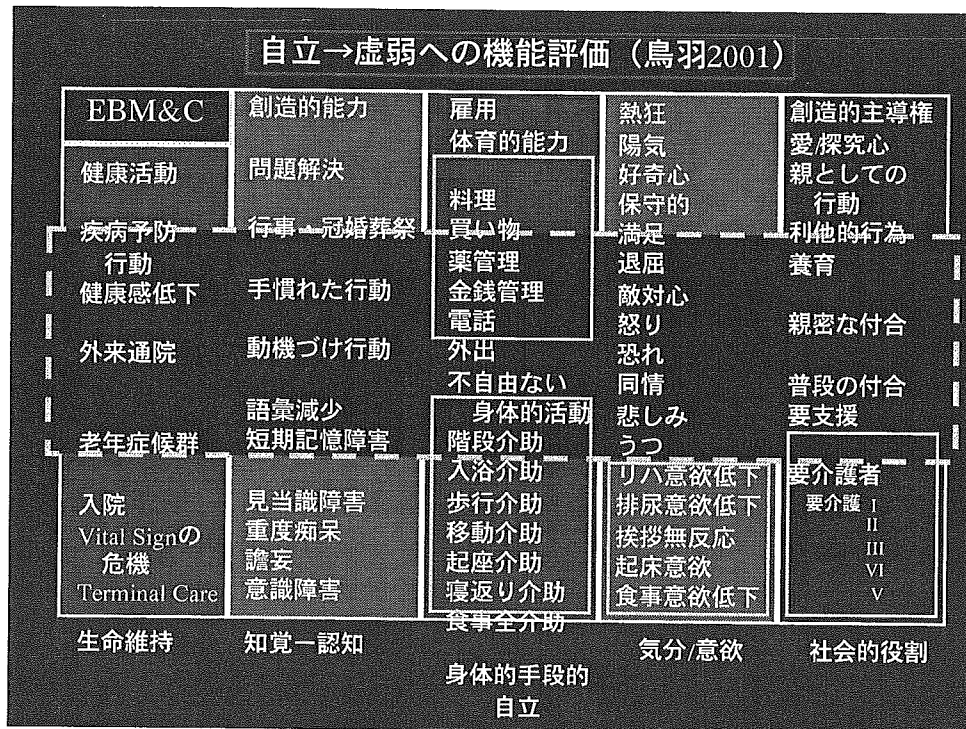 自立→虚弱への機能評価（鳥羽2001）
EBM&C
健康活動
疾病予防
行動
健康感低下
外来通院
老年症候群
入院
Vital Signの
危機
Terminal Care
生命維持
創造的能力
問題解決
行事・冠婚葬祭
手慣れた行動
動機づけ行動
語彙減少
短期記憶障害
見当識障害
重度痴呆
譫妄
意識障害
知覚ー認知
雇用
体育的能力
料理
買い物
薬管理
金銭管理
電話
外出
不自由ない
身体的活動
階段介助
入浴介助
歩行介助
移動介助
起座介助
寝返り介助
食事全介助
身体的手段的
自立
熱狂
陽気
好奇心
保守的
満足
退屈
敵対心
怒り
恐れ
同情
悲しみ
うつ
リハ意欲低下
排尿意欲低下
挨拶無反応
起床意欲
食事意欲低下
気分/意欲
創造的主導権
愛/探究心
親としての
行動
利他的行為
養育
親密な付合
普段の付合
要支援
要介護者
要介護 I
II
III
VI
V
社会的役割